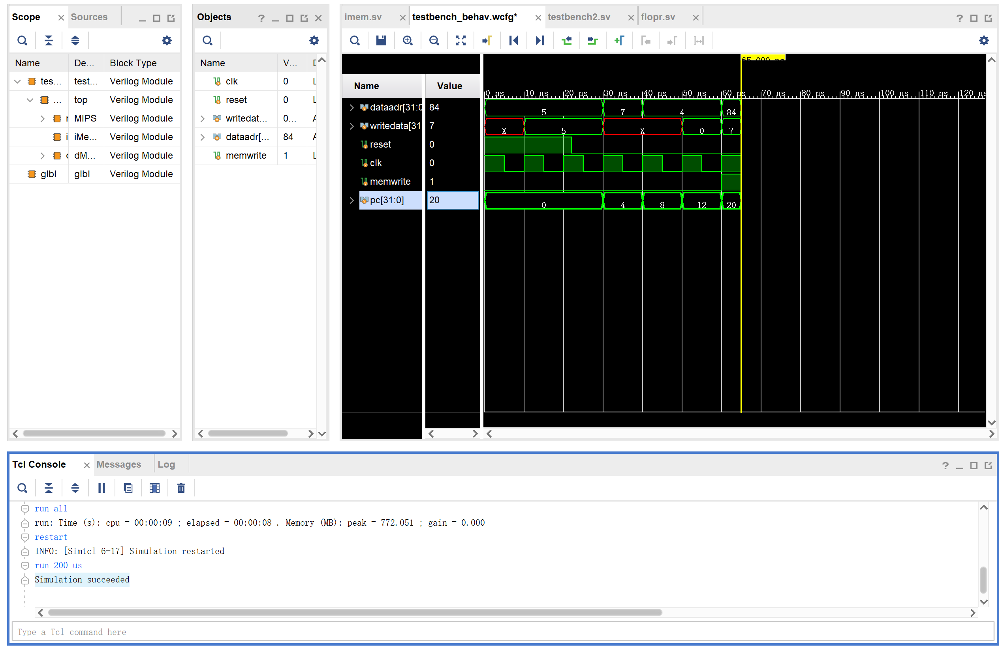 Scope Sources
Name De... Block Type
tes... test... Verilog Module
... top Verilog Module
MIPS Verilog Module
i iMe... Verilog Module
dM... Verilog Module
glbl glbl Verilog Module
Objects ?
Name V...
clk 0 L
reset 0 L
writedat... 0... A
dataadr[... 84 A
memwrite 1 L
imem.sv testbench_behav.wcfg* testbench2.sv flopr.sv ?
65.000 ns
Name Value
0 ns 10 ns 20 ns 30 ns 40 ns 50 ns 60 ns 70 ns 80 ns 90 ns 100 ns 110 ns 120 ns
dataadr[31:0 84 5 7 4 84
writedata[31 7 X 5 X 0 7
reset 0
clk 0
memwrite 1
pc[31:0] 20 0 4 8 12 20
Tcl Console Messages Log ?
run all
run: Time (s): cpu = 00:00:09 ; elapsed = 00:00:08 . Memory (MB): peak = 772.051 ; gain = 0.000
restart
INFO: [Simtcl 6-17] Simulation restarted
run 200 us
Simulation succeeded
Type a Tcl command here